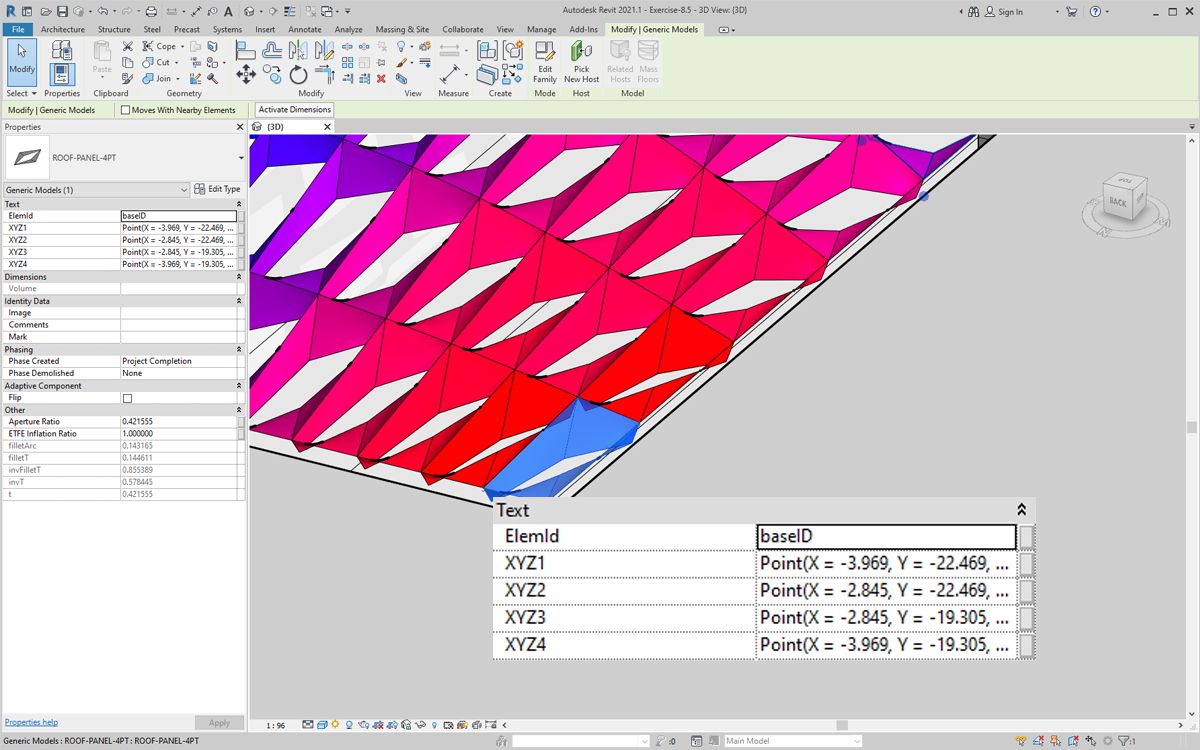 Autodesk Revit 2021.1 - Exercise-8.5 - 3D View: {3D}
Sign In
File Architecture Structure Steel Precast Systems Insert Annotate Analyze Massing & Site Collaborate View Manage Add-Ins Modify | Generic Models
Modify Paste Cope Cut Join Edit Family Pick New Host Related Hosts Mass Floors
Select Properties Clipboard Geometry Modify View Measure Create Mode Host Model
Modify | Generic Models Moves With Nearby Elements Activate Dimensions
Properties
{3D}
ROOF-PANEL-4PT
Generic Models (1) Edit Type
Text
ElemId baseID
XYZ1 Point(X = -3.969, Y = -22.469, ...
XYZ2 Point(X = -2.845, Y = -22.469, ...
XYZ3 Point(X = -2.845, Y = -19.305, ...
XYZ4 Point(X = -3.969, Y = -19.305, ...
Dimensions
Volume
Identity Data
Image
Comments
Mark
Phasing
Phase Created Project Completion
Phase Demolished None
Adaptive Component
Flip
Other
Aperture Ratio 0.421555
ETFE Inflation Ratio 1.000000
filletArc 0.143165
filletT 0.144611
invFilletT 0.855389
invT 0.578445
t 0.421555
TOP
BACK
N
Text
ElemId baseID
XYZ1 Point(X = -3.969, Y = -22.469, ...
XYZ2 Point(X = -2.845, Y = -22.469, ...
XYZ3 Point(X = -2.845, Y = -19.305, ...
XYZ4 Point(X = -3.969, Y = -19.305, ...
Properties help Apply
1 : 96
Generic Models : ROOF-PANEL-4PT : ROOF-PANEL-4PT
:0
Main Model
:1